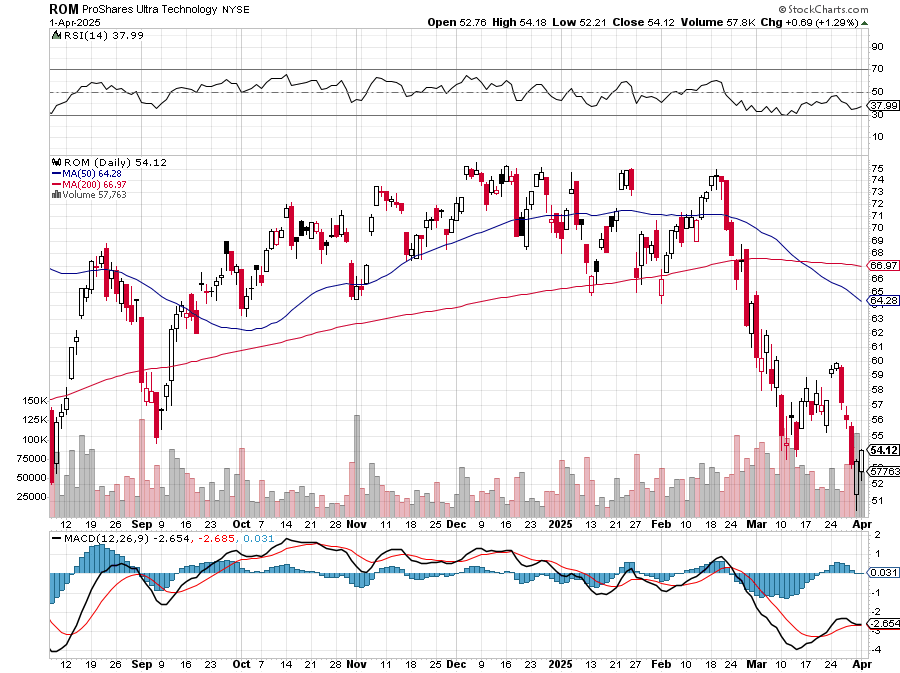 ROM ProShares Ultra Technology NYSE
© StockCharts.com
1-Apr-2025
Open 52.76 High 54.18 Low 52.21 Close 54.12 Volume 57.8K Chg +0.69 (+1.29%)
RSI(14) 37.99
90
70
50
37.99
30
10
ROM (Daily) 54.12
MA(50) 64.28
MA(200) 66.97
Volume 57,763
75
74
73
72
71
70
69
68
66.97
66
65
64.28
63
62
61
60
59
58
57
56
55
54.12
57763
52
51
150K
125K
100K
75000
50000
25000
12 19 26 Sep 9 16 23 Oct 7 14 21 28 Nov 11 18 25 Dec 9 16 23 2025 13 21 27 Feb 10 18 24 Mar 10 17 24 Apr
MACD(12,26,9) -2.654, -2.685, 0.031
2
1
0.031
-1
-2
-2.654
-3
-4
12 19 26 Sep 9 16 23 Oct 7 14 21 28 Nov 11 18 25 Dec 9 16 23 2025 13 21 27 Feb 10 18 24 Mar 10 17 24 Apr